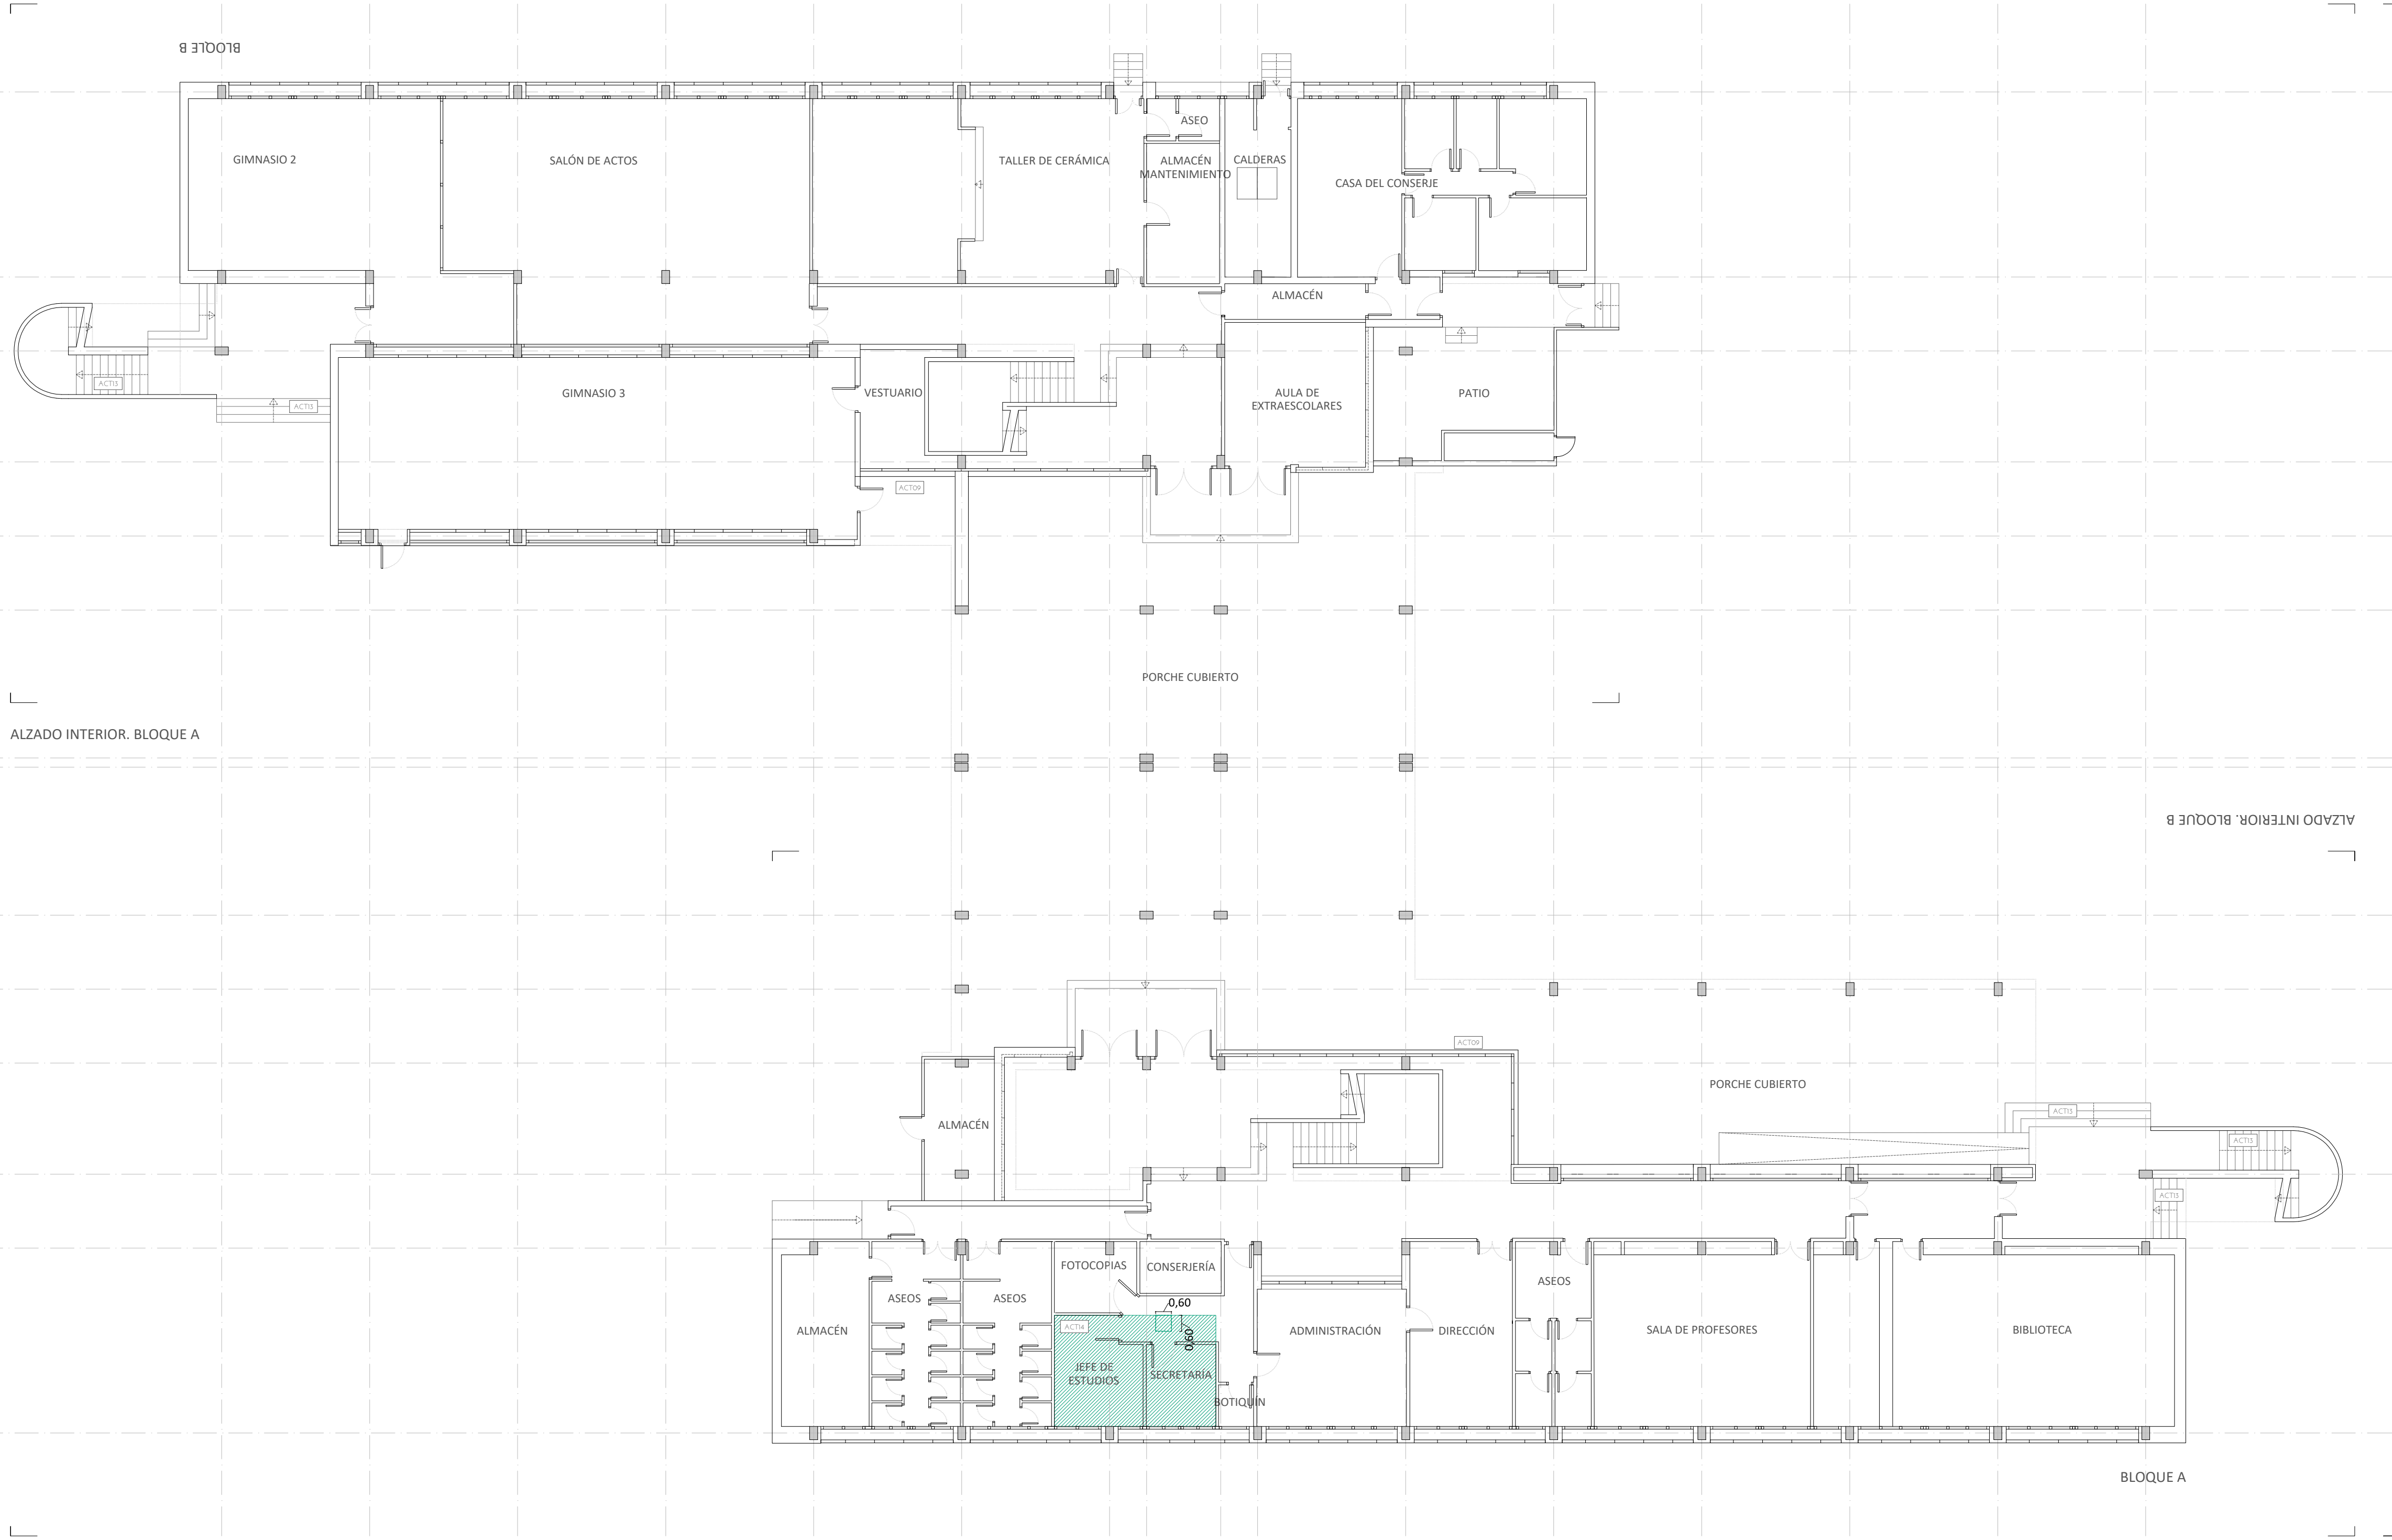 BLOQLE B
ASEO
GIMNASIO 2
SALÓN DE ACTOS
TALLER DE CERÁMICA
ALMACÉN
MANTENIMIENTO
CALDERAS
CASA DEL CONSERJE
ALMACÉN
ACT13
ACT13
GIMNASIO 3
VESTUARIO
AULA DE
EXTRAESCOLARES
PATIO
ACT09
PORCHE CUBIERTO
ALZADO INTERIOR. BLOQUE A
ALZADO INTERIOR. BLOQUE B
ACT09
PORCHE CUBIERTO
ACT13
ALMACÉN
ACT13
ACT13
FOTOCOPIAS
CONSERJERÍA
ASEOS
ASEOS
ASEOS
0,60
0,60
ACT14
ALMACÉN
ADMINISTRACIÓN
DIRECCIÓN
SALA DE PROFESORES
BIBLIOTECA
JEFE DE
ESTUDIOS
SECRETARÍA
BOTIQUÍN
BLOQUE A